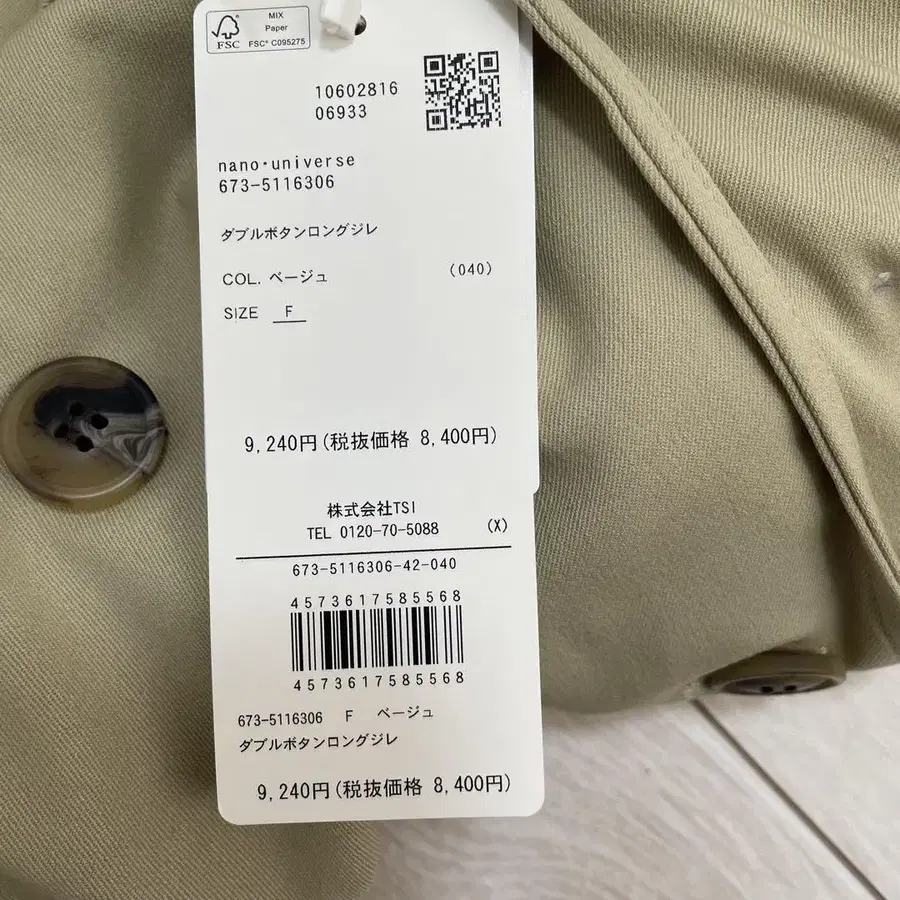 MIX
Paper
FSC
FSC® C095275
10602816
06933
nano・universe
673-5116306
ダブルボタンロングジレ
COL. ベージュ (040)
SIZE F
9,240円(税抜価格 8,400円)
株式会社TSI
TEL 0120-70-5088 (X)
673-5116306-42-040
4573617585568
4573617585568
673-5116306 F ベージュ
ダブルボタンロングジレ
9,240円(税抜価格 8,400円)